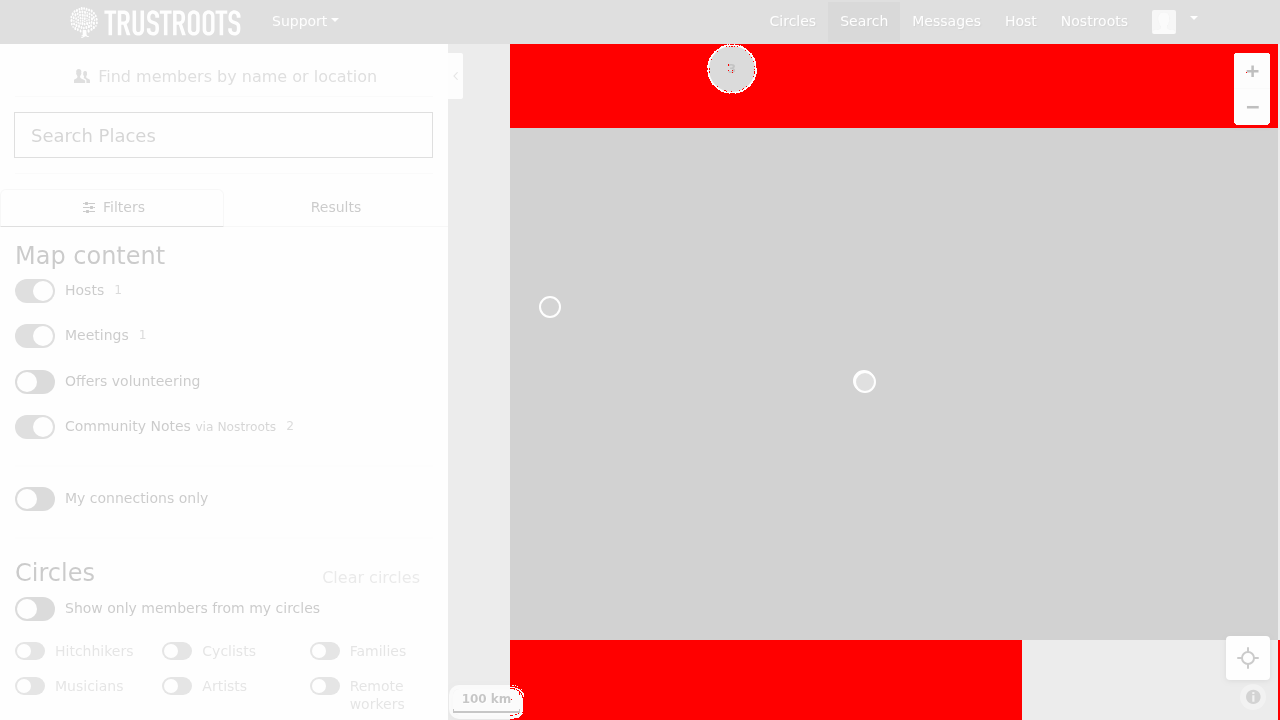 TRUSTROOTS Support Circles Search Messages Host Nostroots
Find members by name or location
Search Places
Filters Results
Map content
Hosts 1
Meetings 1
Offers volunteering
Community Notes via Nostroots 2
My connections only
Circles Clear circles
Show only members from my circles
Hitchhikers Cyclists Families
Musicians Artists Remote workers
100 km